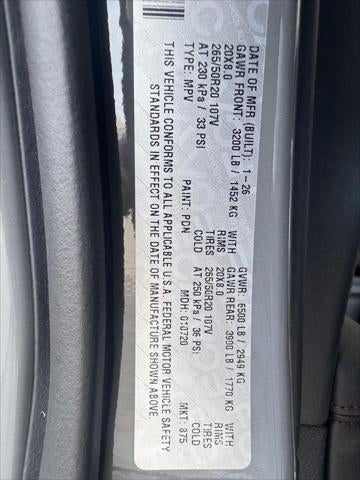 DATE OF MFR (BUILT): 1-26 GVWR: 6500 LB / 2949 KG
GAWR FRONT: 3200 LB / 1452 KG WITH GAWR REAR: 3900 LB / 1770 KG WITH
20X8.0 RIMS 20X8.0 RIMS
265/50R20 107V TIRES 265/50R20 107V TIRES
AT 230 kPa / 33 PSI COLD AT 250 kPa / 36 PSI COLD
TYPE: MPV PAINT: PDN MDH: 010720 MKT: 875
THIS VEHICLE CONFORMS TO ALL APPLICABLE U.S.A. FEDERAL MOTOR VEHICLE SAFETY
STANDARDS IN EFFECT ON THE DATE OF MANUFACTURE SHOWN ABOVE.